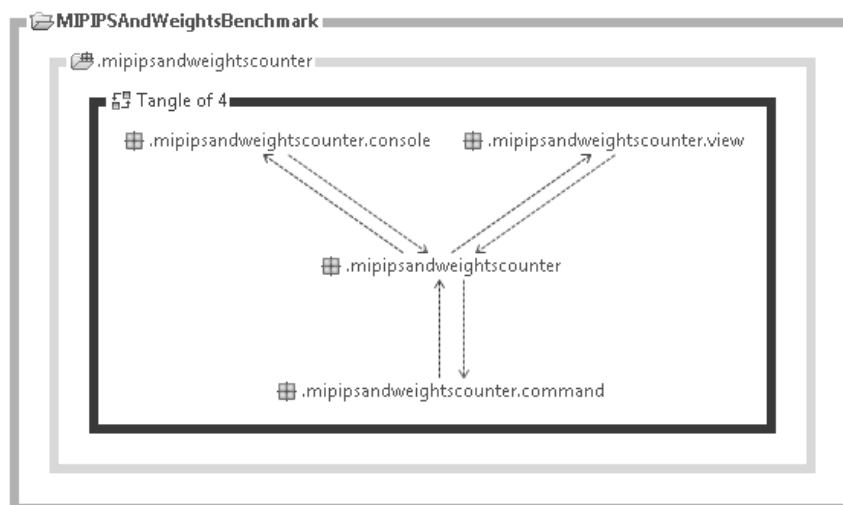 MIPIPSAndWeightsBenchmark
.mipipsandweightscounter
Tangle of 4
.mipipsandweightscounter.console .mipipsandweightscounter.view
.mipipsandweightscounter
.mipipsandweightscounter.command